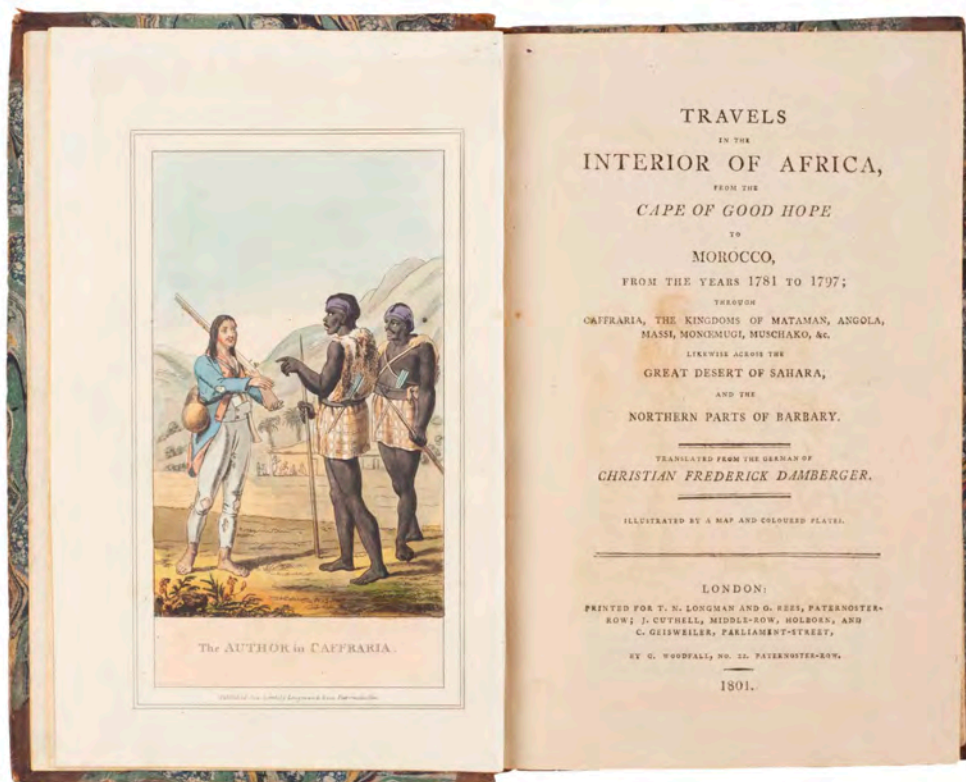 The AUTHOR in CAFFRARIA.
TRAVELS
IN THE
INTERIOR OF AFRICA,
FROM THE
CAPE OF GOOD HOPE
TO
MOROCCO,
FROM THE YEARS 1781 TO 1797;
THROUGH
CAFFRARIA, THE KINGDOMS OF MATAMAN, ANGOLA,
MASSI, MONŒMUGI, MUSCHAKO, &c.
LIKEWISE ACROSS THE
GREAT DESERT OF SAHARA,
AND THE
NORTHERN PARTS OF BARBARY.
TRANSLATED FROM THE GERMAN OF
CHRISTIAN FREDERICK DAMBERGER.
ILLUSTRATED BY A MAP AND COLOURED PLATES.
LONDON:
PRINTED FOR T. N. LONGMAN AND O. REES, PATERNOSTER-
ROW; J. CUTHELL, MIDDLE-ROW, HOLBORN, AND
C. GEISWEILER, PARLIAMENT-STREET,
BY G. WOODFALL, NO. 22. PATERNOSTER-ROW.
1801.